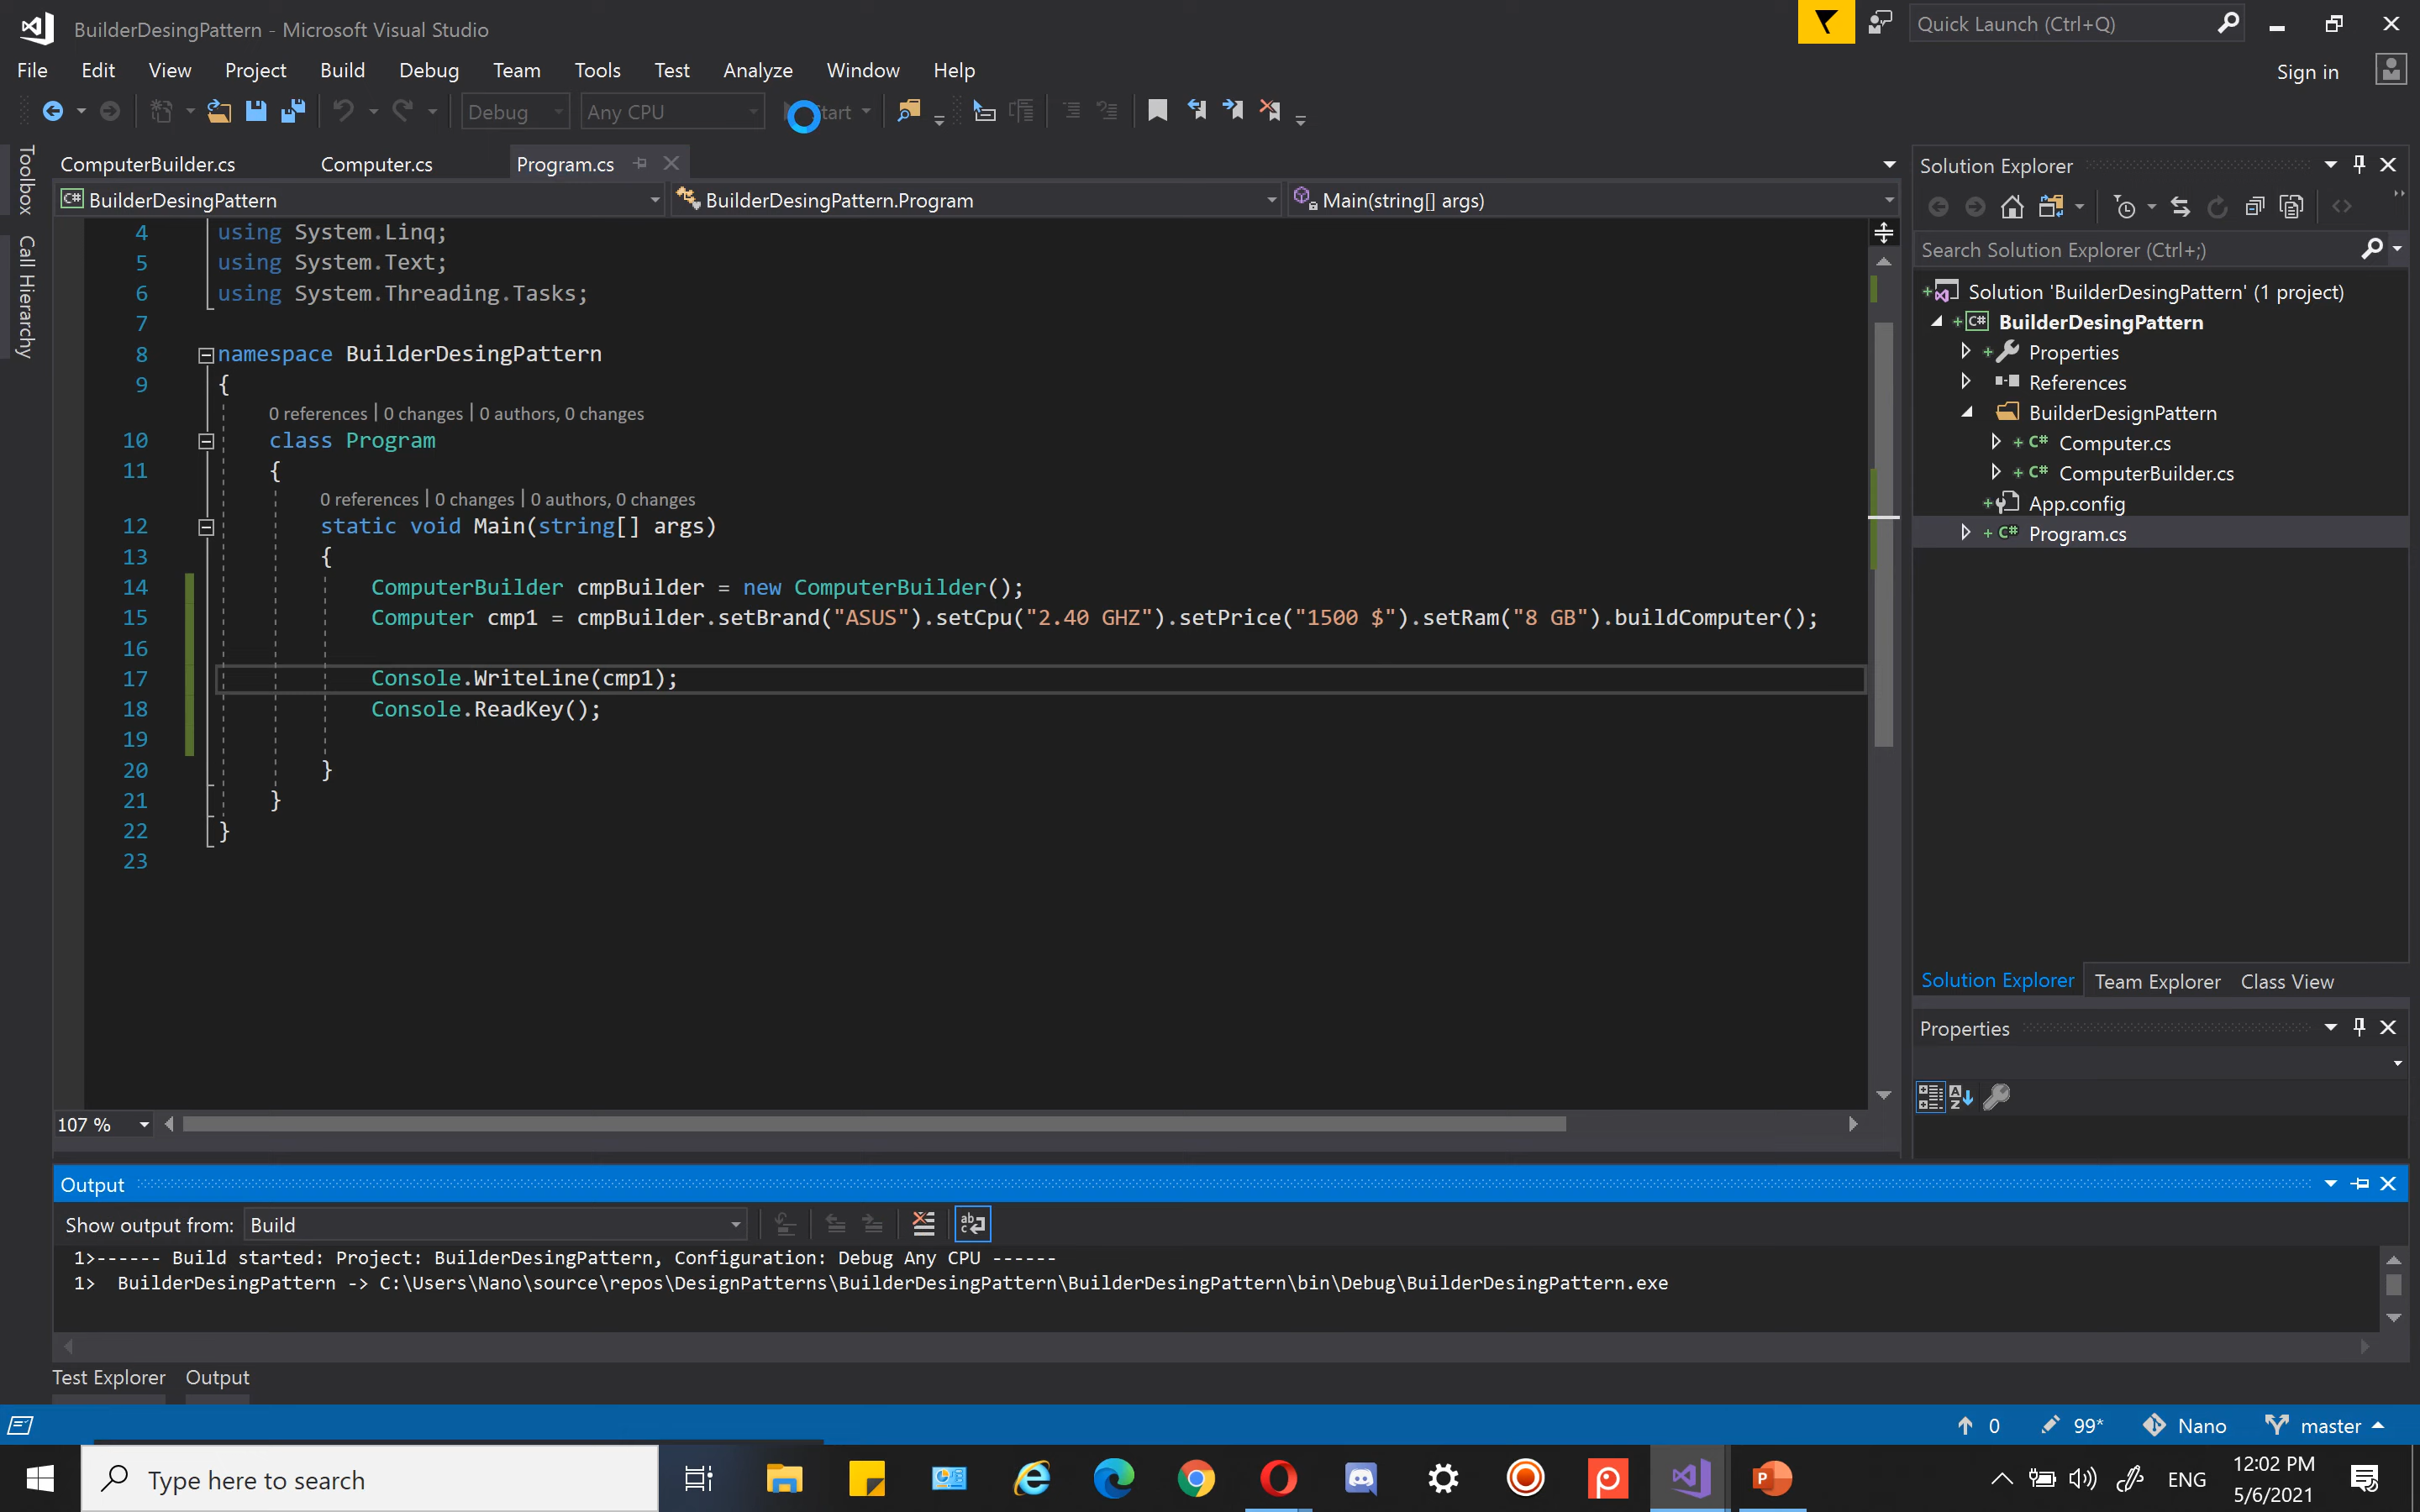 BuilderDesingPattern - Microsoft Visual Studio
Quick Launch (Ctrl+Q)
File Edit View Project Build Debug Team Tools Test Analyze Window Help
Sign in
Debug Any CPU
ComputerBuilder.cs Computer.cs Program.cs
C# BuilderDesingPattern BuilderDesingPattern.Program Main(string[] args)
Toolbox
Call Hierarchy
4 using System.Linq;
5 using System.Text;
6 using System.Threading.Tasks;
7
8 namespace BuilderDesingPattern
9 {
0 references | 0 changes | 0 authors, 0 changes
10 class Program
11 {
0 references | 0 changes | 0 authors, 0 changes
12 static void Main(string[] args)
13 {
14 ComputerBuilder cmpBuilder = new ComputerBuilder();
15 Computer cmp1 = cmpBuilder.setBrand("ASUS").setCpu("2.40 GHZ").setPrice("1500 $").setRam("8 GB").buildComputer();
16
17 Console.WriteLine(cmp1);
18 Console.ReadKey();
19
20 }
21 }
22 }
23
107 %
Solution Explorer
Search Solution Explorer (Ctrl+;)
Solution 'BuilderDesingPattern' (1 project)
C# BuilderDesingPattern
Properties
References
BuilderDesignPattern
C# Computer.cs
C# ComputerBuilder.cs
App.config
C# Program.cs
Solution Explorer Team Explorer Class View
Properties
Output
Show output from: Build
1>------ Build started: Project: BuilderDesingPattern, Configuration: Debug Any CPU ------
1> BuilderDesingPattern -> C:\Users\Nano\source\repos\DesignPatterns\BuilderDesingPattern\BuilderDesingPattern\bin\Debug\BuilderDesingPattern.exe
Test Explorer Output
0 99* Nano master
Type here to search
ENG
12:02 PM
5/6/2021